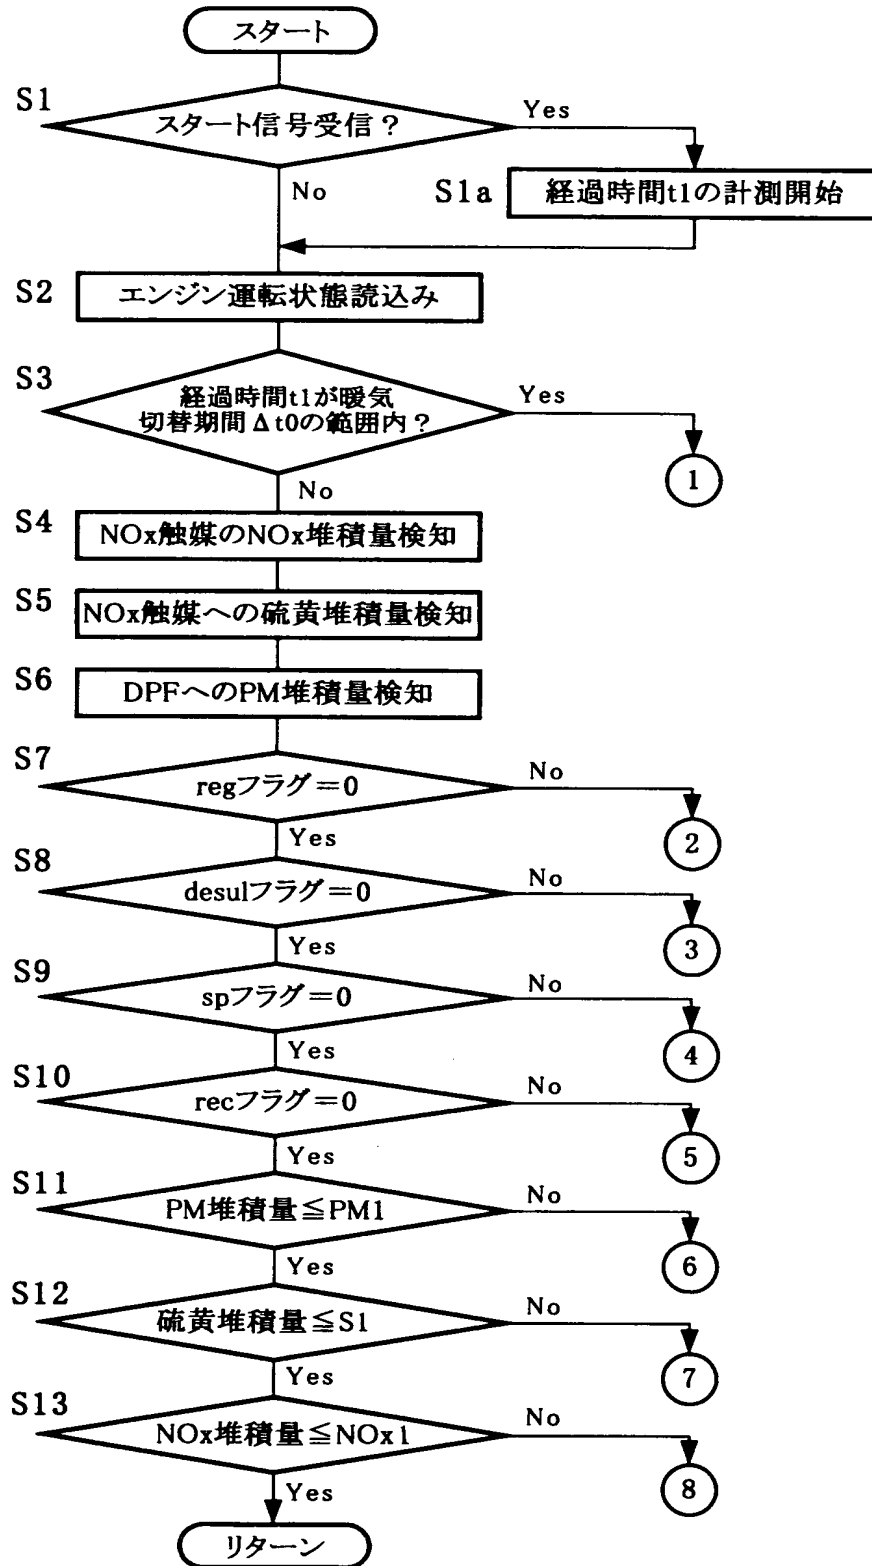 スタート
S1
スタート信号受信?
Yes
No
S1a
経過時間t1の計測開始
S2
エンジン運転状態読込み
S3
経過時間t1が暖気
切替期間Δt0の範囲内?
Yes
1
No
S4
NOx触媒のNOx堆積量検知
S5
NOx触媒への硫黄堆積量検知
S6
DPFへのPM堆積量検知
S7
regフラグ=0
No
2
Yes
S8
desulフラグ=0
No
3
Yes
S9
spフラグ=0
No
4
Yes
S10
recフラグ=0
No
5
Yes
S11
PM堆積量≦PM1
No
6
Yes
S12
硫黄堆積量≦S1
No
7
Yes
S13
NOx堆積量≦NOx1
No
8
Yes
リターン